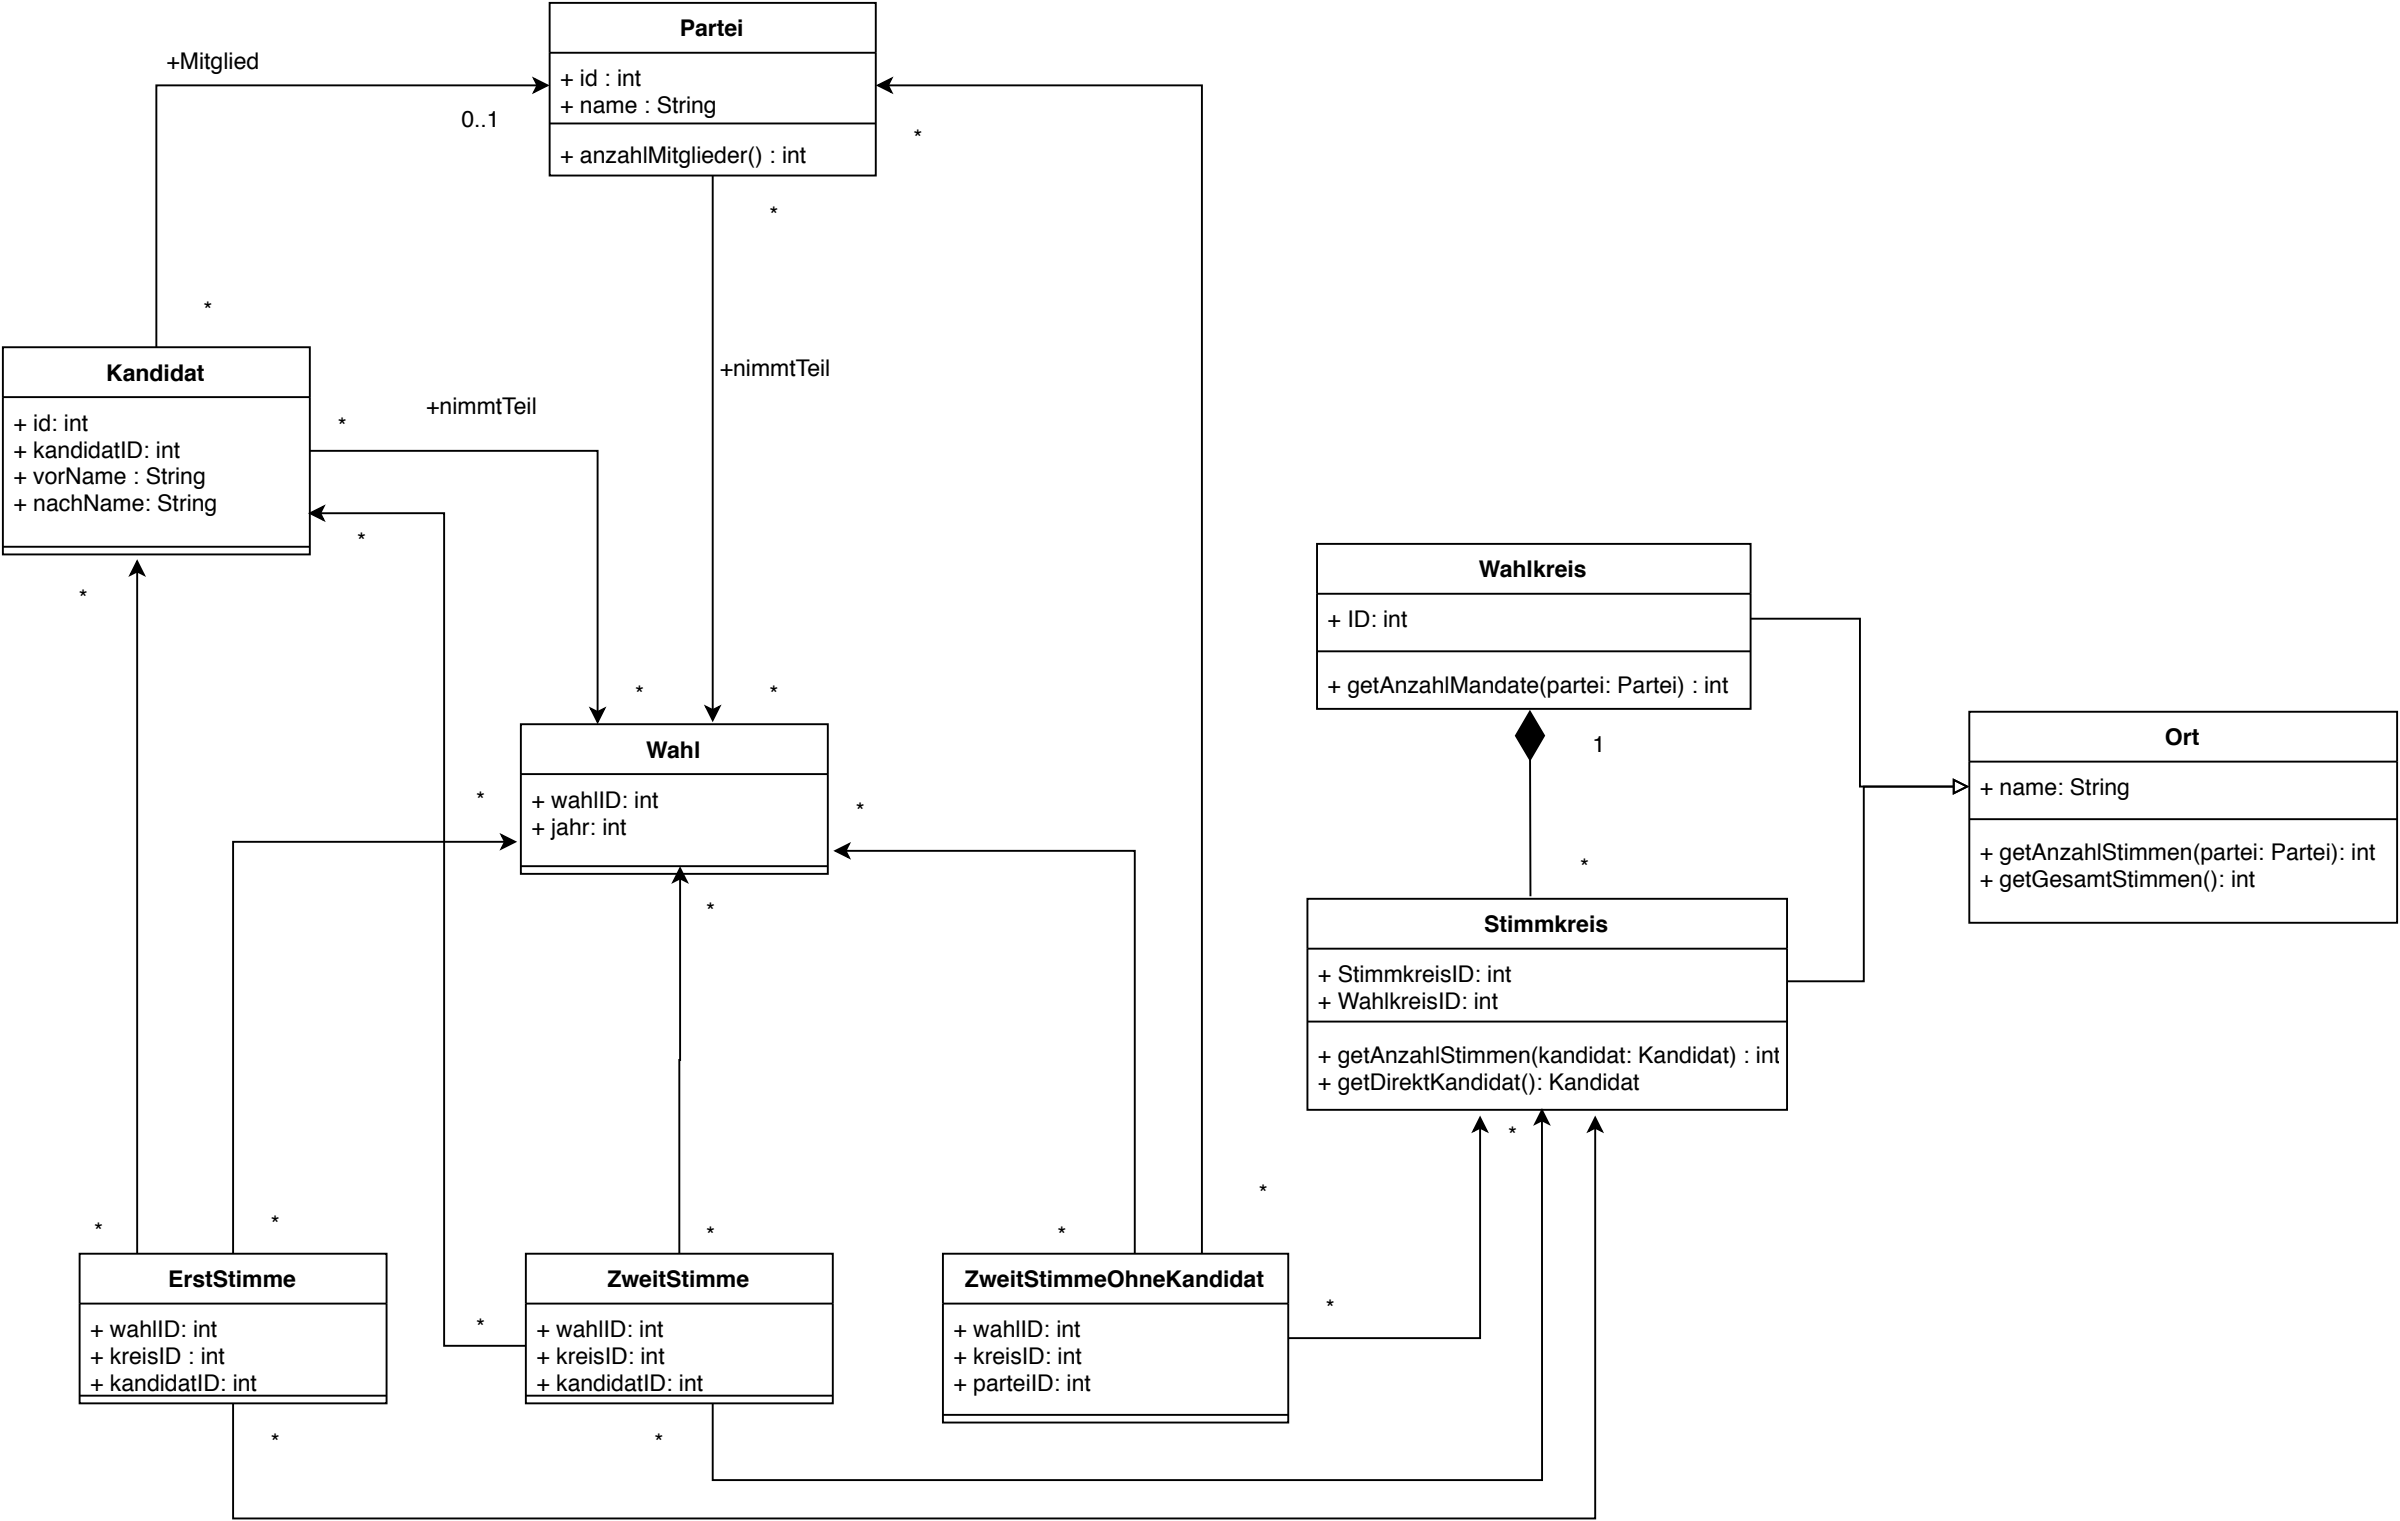 Partei
+ id : int
+ name : String
+ anzahlMitglieder() : int
+Mitglied
0..1
*
*
*
Kandidat
+ id: int
+ kandidatID: int
+ vorName : String
+ nachName: String
*
+nimmtTeil
+nimmtTeil
*
*
*
*
Wahl
+ wahlID: int
+ jahr: int
*
*
*
Wahlkreis
+ ID: int
+ getAnzahlMandate(partei: Partei) : int
1
*
Ort
+ name: String
+ getAnzahlStimmen(partei: Partei): int
+ getGesamtStimmen(): int
Stimmkreis
+ StimmkreisID: int
+ WahlkreisID: int
+ getAnzahlStimmen(kandidat: Kandidat) : int
+ getDirektKandidat(): Kandidat
*
*
*
*
*
*
ErstStimme
+ wahlID: int
+ kreisID : int
+ kandidatID: int
*
*
ZweitStimme
+ wahlID: int
+ kreisID: int
+ kandidatID: int
*
ZweitStimmeOhneKandidat
+ wahlID: int
+ kreisID: int
+ parteiID: int
*